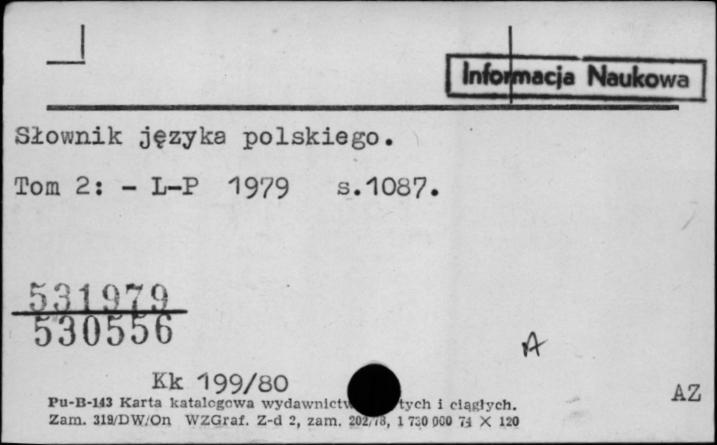 Informacja Naukowa
Słownik języka polskiego.
Tom 2: - L-P 1979 s.1087.
531979
530556
A
Kk 199/80
AZ
Pu-B-143 Karta katalogowa wydawnictw tych i ciągłych.
Zam. 319/DW/On WZGraf. Z-d 2, zam. 202/78, 1 730 000 74 X 120